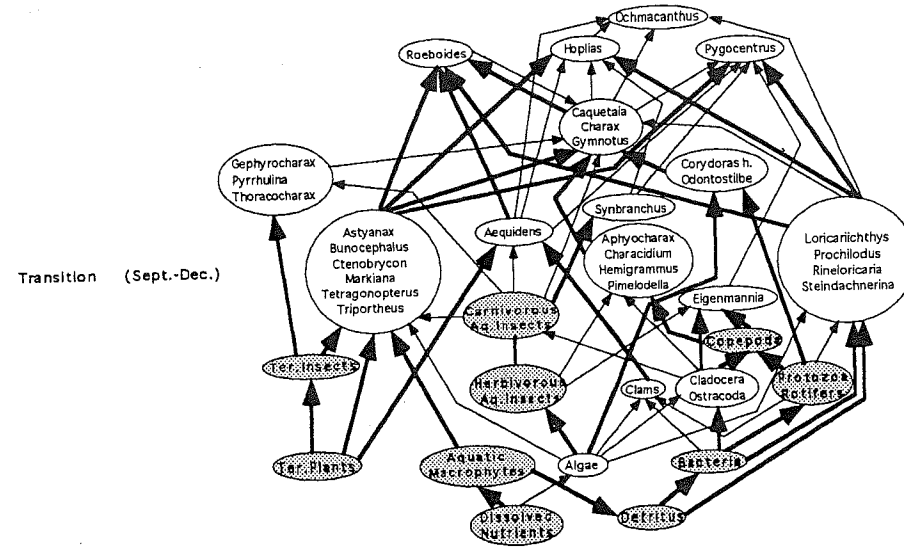 Ochmacanthus
Roeboides
Hoplias
Pygocentrus
Caquetaia
Charax
Gymnotus
Gephyrocharax
Pyrrhulina
Thoracocharax
Corydoras h.
Odontostilbe
Synbranchus
Astyanax
Bunocephalus
Ctenobrycon
Markiana
Tetragonopterus
Triportheus
Aequidens
Aphyocharax
Characidium
Hemigrammus
Pimelodella
Loricariichthys
Prochilodus
Rineloricaria
Steindachnerina
Transition (Sept.-Dec.)
Eigenmannia
Carnivorous
Aq.Insects
Copepods
Ter.Insects
Herbivorous
Aq.Insects
Clams
Cladocera
Ostracoda
Protozoa
Rotifers
Ter.Plants
Aquatic
Macrophytes
Algae
Bacteria
Dissolved
Nutrients
Detritus